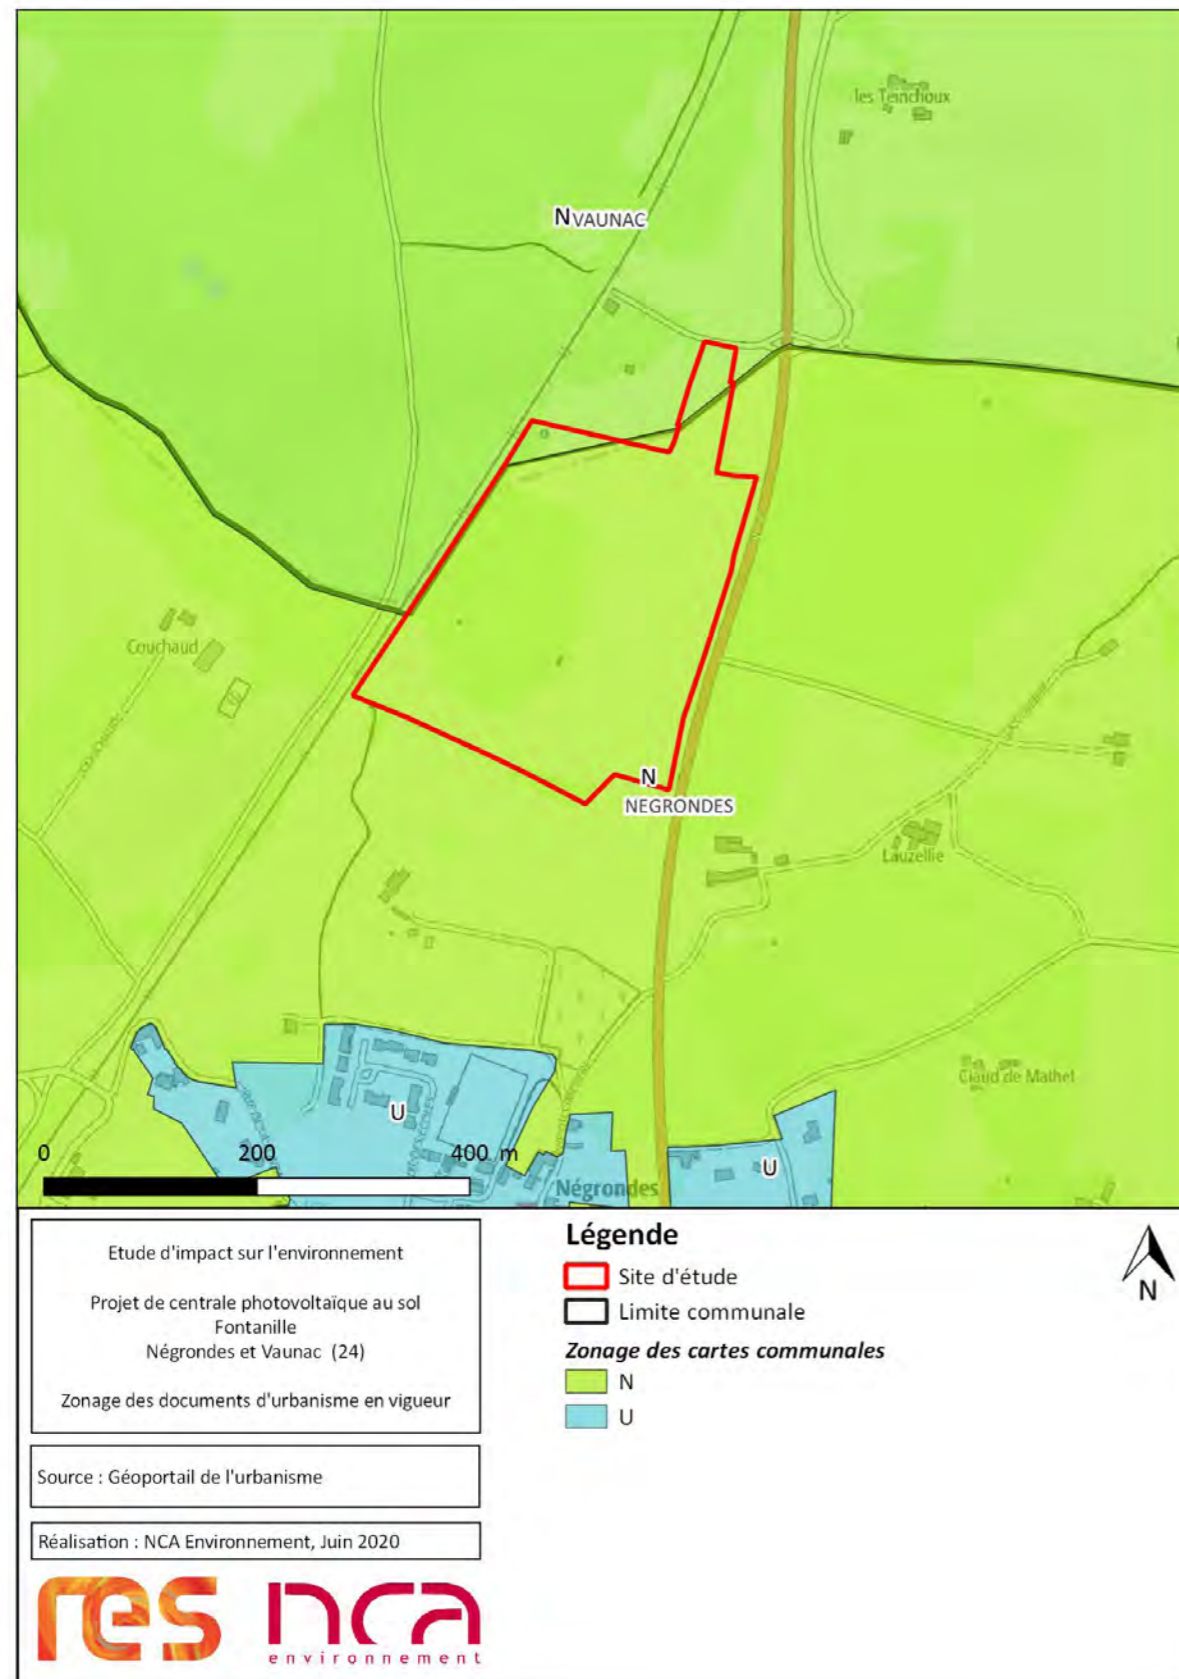 les Teinchoux
N VAUNAC
Couchaud
N
NEGRONDES
Lauzellie
Claud de Mathet
U
0 200 400 m
U
Négrondes
Etude d'impact sur l'environnement
Projet de centrale photovoltaïque au sol
Fontanille
Négrondes et Vaunac (24)
Zonage des documents d'urbanisme en vigueur
Source : Géoportail de l'urbanisme
Réalisation : NCA Environnement, Juin 2020
res nca
environnement
Légende
Site d'étude
Limite communale
Zonage des cartes communales
N
U
N